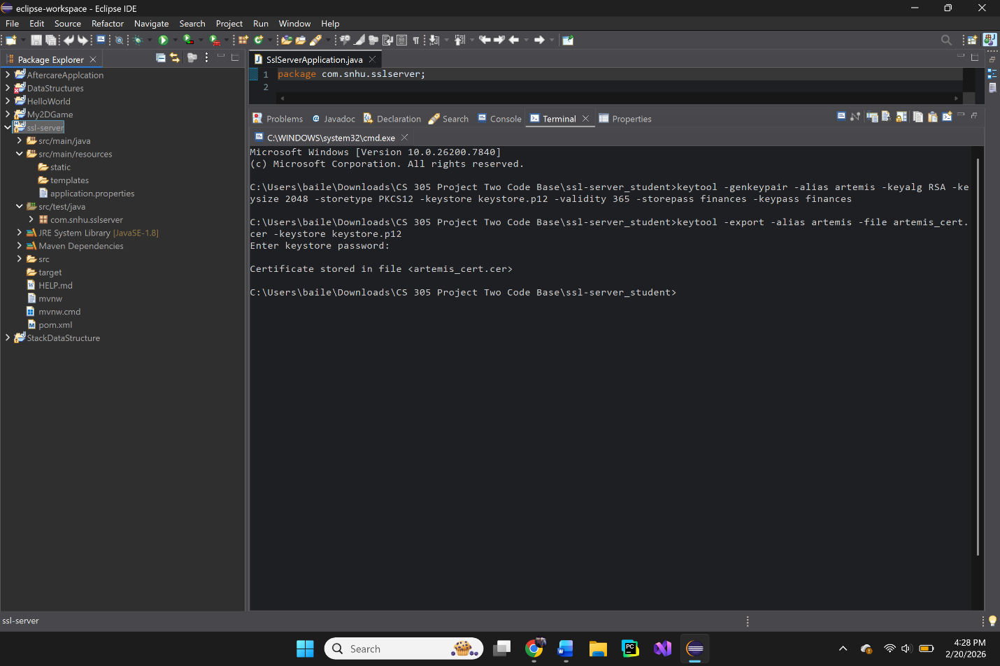 eclipse-workspace - Eclipse IDE
File Edit Source Refactor Navigate Search Project Run Window Help
Package Explorer
SslServerApplication.java
AftercareApplcation
DataStructures
HelloWorld
My2DGame
ssl-server
src/main/java
src/main/resources
static
templates
application.properties
src/test/java
com.snhu.sslserver
JRE System Library [JavaSE-1.8]
Maven Dependencies
src
target
HELP.md
mvnw
mvnw.cmd
pom.xml
StackDataStructure
1 package com.snhu.sslserver;
2
Problems @ Javadoc Declaration Search Console Terminal Properties
C:\WINDOWS\system32\cmd.exe
Microsoft Windows [Version 10.0.26200.7840]
(c) Microsoft Corporation. All rights reserved.
C:\Users\baile\Downloads\CS 305 Project Two Code Base\ssl-server_student>keytool -genkeypair -alias artemis -keyalg RSA -ke
ysize 2048 -storetype PKCS12 -keystore keystore.p12 -validity 365 -storepass finances -keypass finances
C:\Users\baile\Downloads\CS 305 Project Two Code Base\ssl-server_student>keytool -export -alias artemis -file artemis_cert.
cer -keystore keystore.p12
Enter keystore password:
Certificate stored in file <artemis_cert.cer>
C:\Users\baile\Downloads\CS 305 Project Two Code Base\ssl-server_student>
ssl-server
Search
4:28 PM
2/20/2026